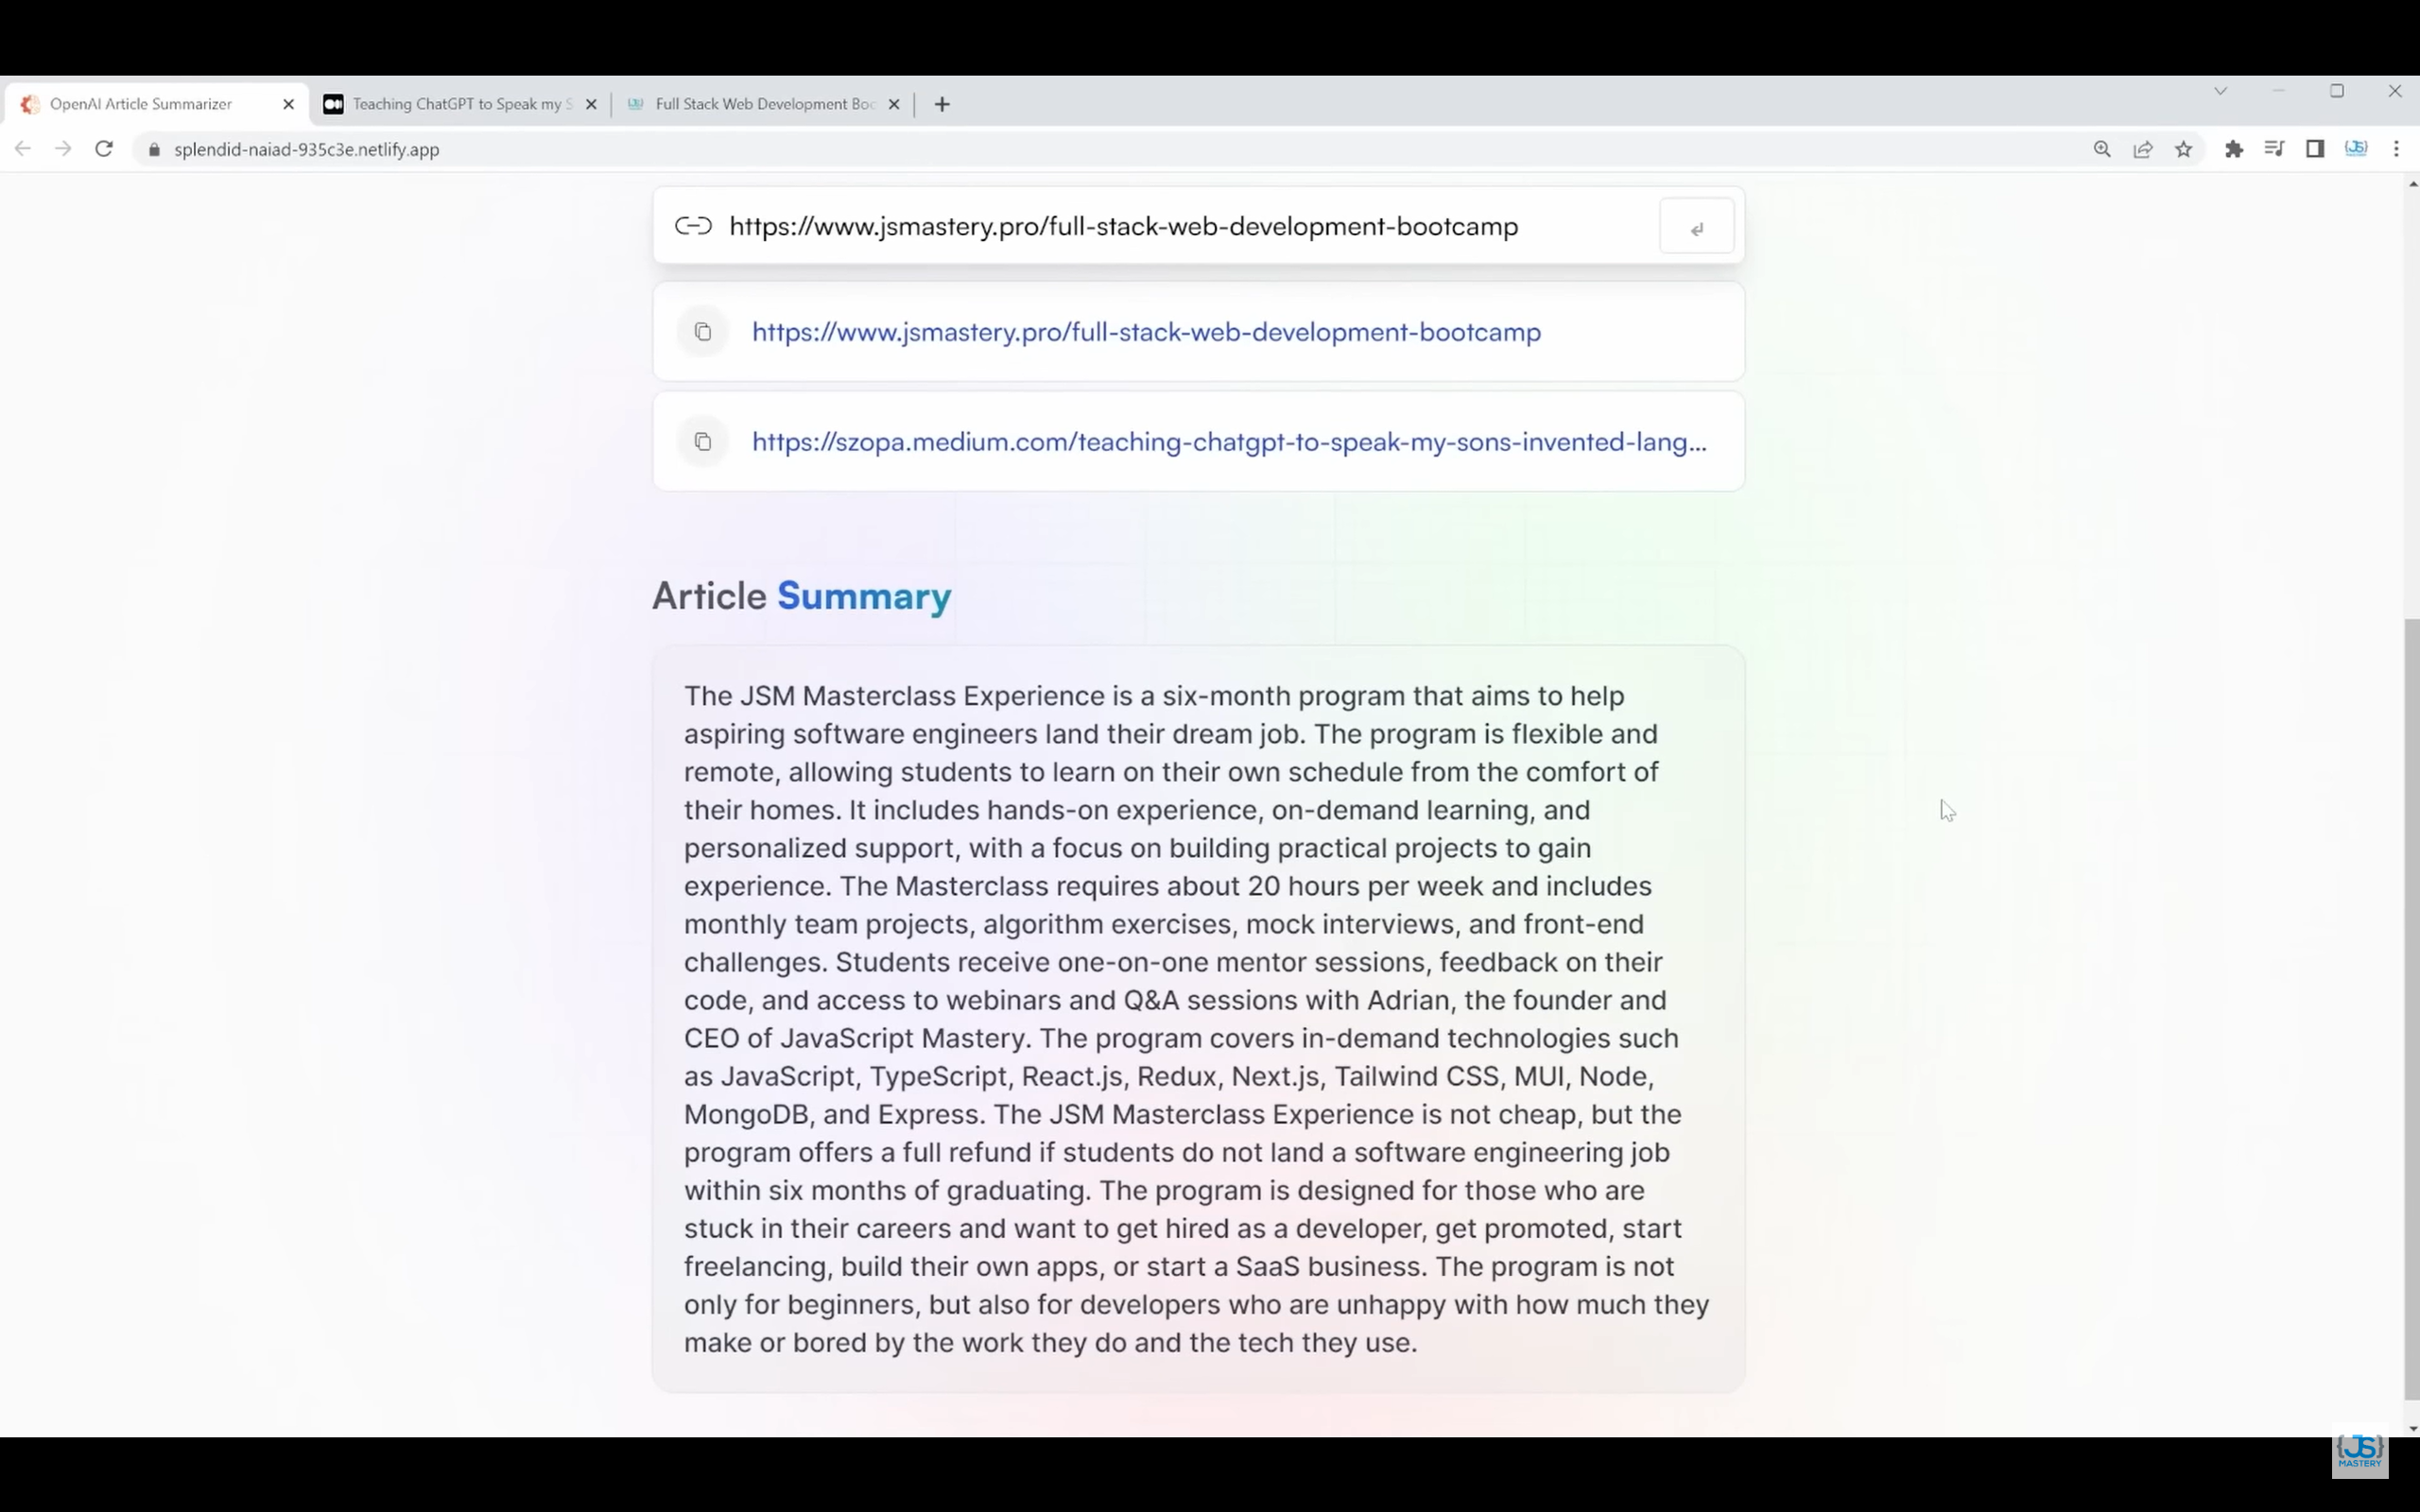 OpenAI Article Summarizer
Teaching ChatGPT to Speak my S
Full Stack Web Development Boo
splendid-naiad-935c3e.netlify.app
https://www.jsmastery.pro/full-stack-web-development-bootcamp
https://www.jsmastery.pro/full-stack-web-development-bootcamp
https://szopa.medium.com/teaching-chatgpt-to-speak-my-sons-invented-lang...
Article Summary
The JSM Masterclass Experience is a six-month program that aims to help
aspiring software engineers land their dream job. The program is flexible and
remote, allowing students to learn on their own schedule from the comfort of
their homes. It includes hands-on experience, on-demand learning, and
personalized support, with a focus on building practical projects to gain
experience. The Masterclass requires about 20 hours per week and includes
monthly team projects, algorithm exercises, mock interviews, and front-end
challenges. Students receive one-on-one mentor sessions, feedback on their
code, and access to webinars and Q&A sessions with Adrian, the founder and
CEO of JavaScript Mastery. The program covers in-demand technologies such
as JavaScript, TypeScript, React.js, Redux, Next.js, Tailwind CSS, MUI, Node,
MongoDB, and Express. The JSM Masterclass Experience is not cheap, but the
program offers a full refund if students do not land a software engineering job
within six months of graduating. The program is designed for those who are
stuck in their careers and want to get hired as a developer, get promoted, start
freelancing, build their own apps, or start a SaaS business. The program is not
only for beginners, but also for developers who are unhappy with how much they
make or bored by the work they do and the tech they use.
{JS}
MASTERY